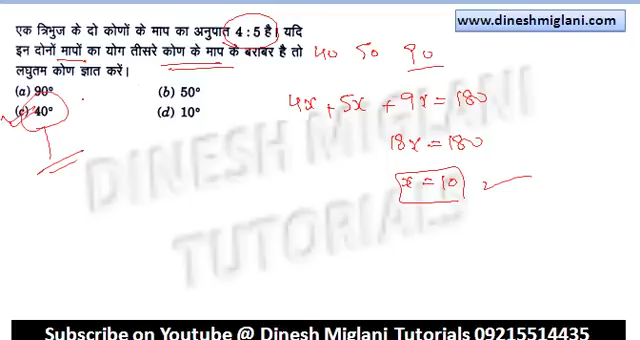 www.dineshmiglani.com
एक त्रिभुज के दो कोणों के माप का अनुपात 4 : 5 है। यदि
इन दोनों मापों का योग तीसरे कोण के माप के बराबर है तो
लघुतम कोण ज्ञात करें।
(a) 90° (b) 50°
(c) 40° (d) 10°
40 50 90
4x + 5x + 9x = 180
18x = 180
x = 10
DINESH MIGLANI
TUTORIALS
Subscribe on Youtube @ Dinesh Miglani Tutorials 09215514435